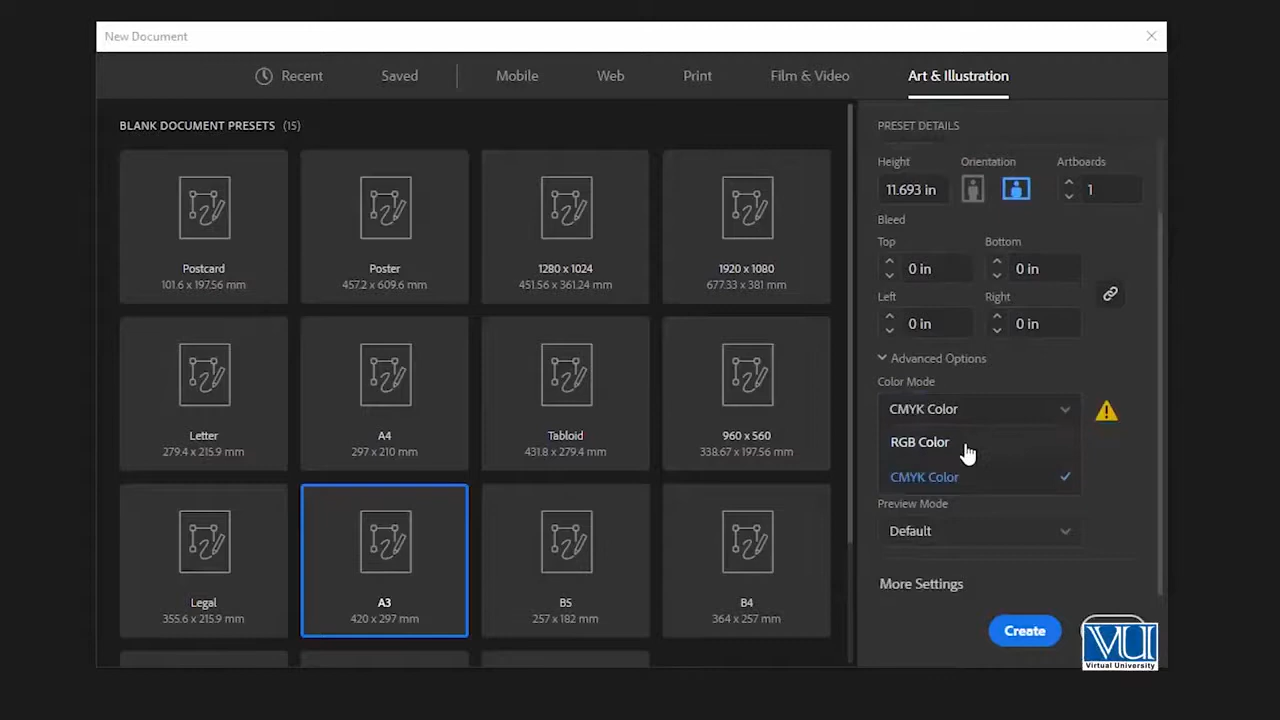 New Document
Recent Saved Mobile Web Print Film & Video Art & Illustration
BLANK DOCUMENT PRESETS (15)
Postcard
101.6 x 197.56 mm
Poster
457.2 x 609.6 mm
1280 x 1024
451.56 x 361.24 mm
1920 x 1080
677.33 x 381 mm
Letter
279.4 x 215.9 mm
A4
297 x 210 mm
Tabloid
431.8 x 279.4 mm
960 x 560
338.67 x 197.56 mm
Legal
355.6 x 215.9 mm
A3
420 x 297 mm
B5
257 x 182 mm
B4
364 x 257 mm
PRESET DETAILS
Height Orientation Artboards
11.693 in 1
Bleed
Top Bottom
0 in 0 in
Left Right
0 in 0 in
Advanced Options
Color Mode
CMYK Color
RGB Color
CMYK Color
Preview Mode
Default
More Settings
Create
VU
Virtual University